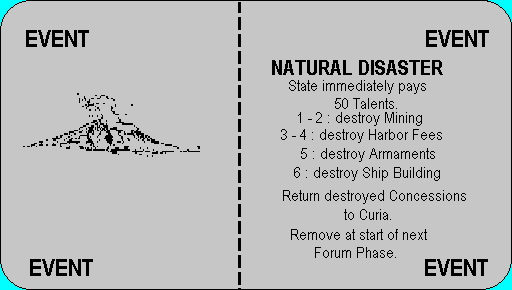 EVENT
EVENT
EVENT
NATURAL DISASTER
State immediately pays
50 Talents.
1 - 2 : destroy Mining
3 - 4 : destroy Harbor Fees
5 : destroy Armaments
6 : destroy Ship Building
Return destroyed Concessions
to Curia.
Remove at start of next
Forum Phase.
EVENT